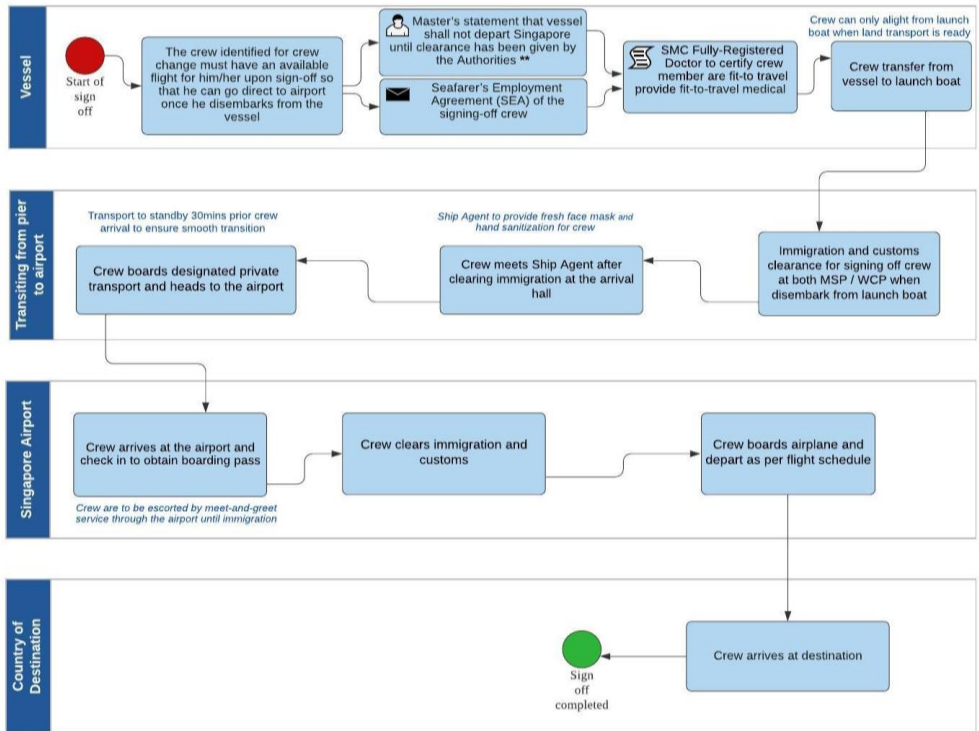 Vessel
Start of
sign
off
The crew identified for crew
change must have an available
flight for him/her upon sign-off so
that he can go direct to airport
once he disembarks from the
vessel
Master's statement that vessel
shall not depart Singapore
until clearance has been given by
the Authorities **
Seafarer's Employment
Agreement (SEA) of the
signing-off crew
SMC Fully-Registered
Doctor to certify crew
member are fit-to travel
provide fit-to-travel medical
Crew can only alight from launch
boat when land transport is ready
Crew transfer from
vessel to launch boat
Transiting from pier
to airport
Immigration and customs
clearance for signing off crew
at both MSP / WCP when
disembark from launch boat
Ship Agent to provide fresh face mask and
hand sanitization for crew
Crew meets Ship Agent after
clearing immigration at the arrival
hall
Transport to standby 30mins prior crew
arrival to ensure smooth transition
Crew boards designated private
transport and heads to the airport
Singapore Airport
Crew arrives at the airport and
check in to obtain boarding pass
Crew are to be escorted by meet-and-greet
service through the airport until immigration
Crew clears immigration and
customs
Crew boards airplane and
depart as per flight schedule
Country of
Destination
Crew arrives at destination
Sign
off
completed